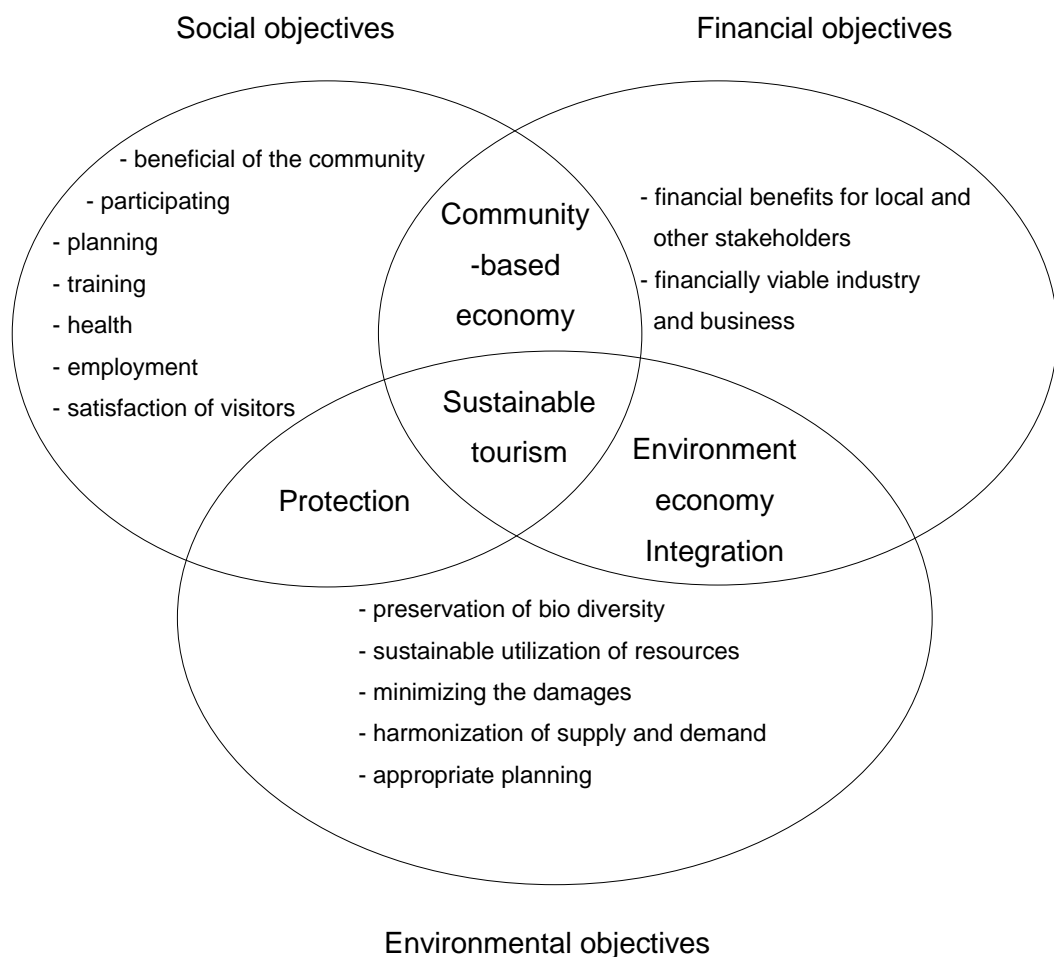 Social objectives
Financial objectives
- beneficial of the community
- participating
- planning
- training
- health
- employment
- satisfaction of visitors
Community
-based
economy
- financial benefits for local and
other stakeholders
- financially viable industry
and business
Sustainable
tourism
Protection
Environment
economy
Integration
- preservation of bio diversity
- sustainable utilization of resources
- minimizing the damages
- harmonization of supply and demand
- appropriate planning
Environmental objectives